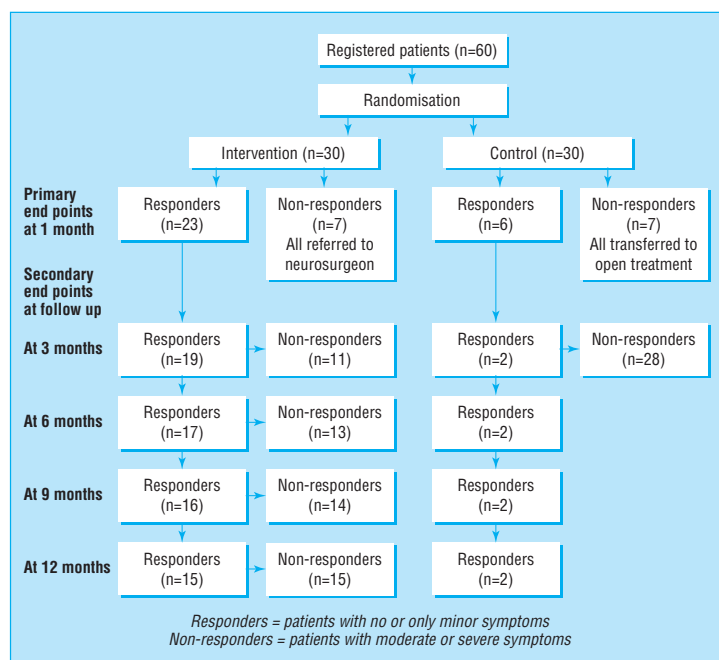 Registered patients (n=60)
Randomisation
Intervention (n=30)
Control (n=30)
Primary
end points
at 1 month
Responders
(n=23)
Non-responders
(n=7)
All referred to
neurosurgeon
Responders
(n=6)
Non-responders
(n=7)
All transferred to
open treatment
Secondary
end points
at follow up
At 3 months
Responders
(n=19)
Non-responders
(n=11)
Responders
(n=2)
Non-responders
(n=28)
At 6 months
Responders
(n=17)
Non-responders
(n=13)
Responders
(n=2)
At 9 months
Responders
(n=16)
Non-responders
(n=14)
Responders
(n=2)
At 12 months
Responders
(n=15)
Non-responders
(n=15)
Responders
(n=2)
Responders = patients with no or only minor symptoms
Non-responders = patients with moderate or severe symptoms